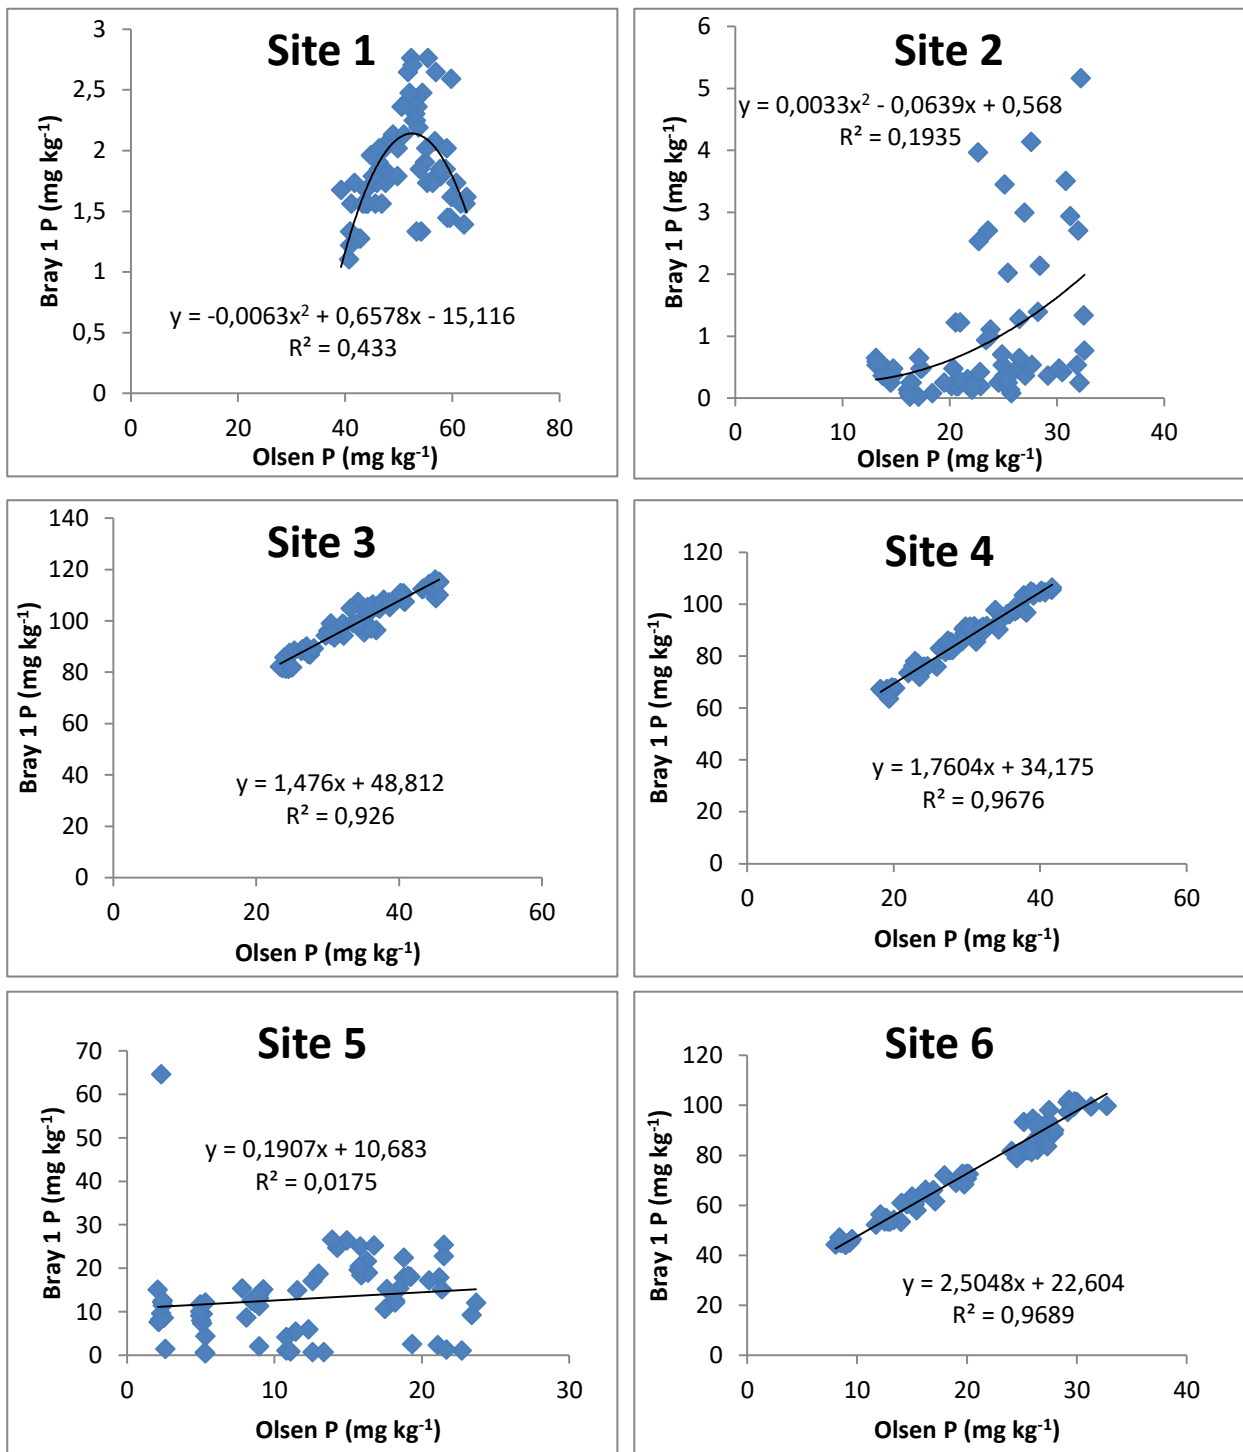 Site 1
3
2,5
2
1,5
1
0,5
0
Bray 1 P (mg kg-1)
y = -0,0063x² + 0,6578x - 15,116
R² = 0,433
0 20 40 60 80
Olsen P (mg kg-1)
Site 2
6
5
4
3
2
1
0
Bray 1 P (mg kg-1)
y = 0,0033x² - 0,0639x + 0,568
R² = 0,1935
0 10 20 30 40
Olsen P (mg kg-1)
Site 3
140
120
100
80
60
40
20
0
Bray 1 P (mg kg-1)
y = 1,476x + 48,812
R² = 0,926
0 20 40 60
Olsen P (mg kg-1)
Site 4
120
100
80
60
40
20
0
Bray 1 P (mg kg-1)
y = 1,7604x + 34,175
R² = 0,9676
0 20 40 60
Olsen P (mg kg-1)
Site 5
70
60
50
40
30
20
10
0
Bray 1 P (mg kg-1)
y = 0,1907x + 10,683
R² = 0,0175
0 10 20 30
Olsen P (mg kg-1)
Site 6
120
100
80
60
40
20
0
Bray 1 P (mg kg-1)
y = 2,5048x + 22,604
R² = 0,9689
0 10 20 30 40
Olsen P (mg kg-1)